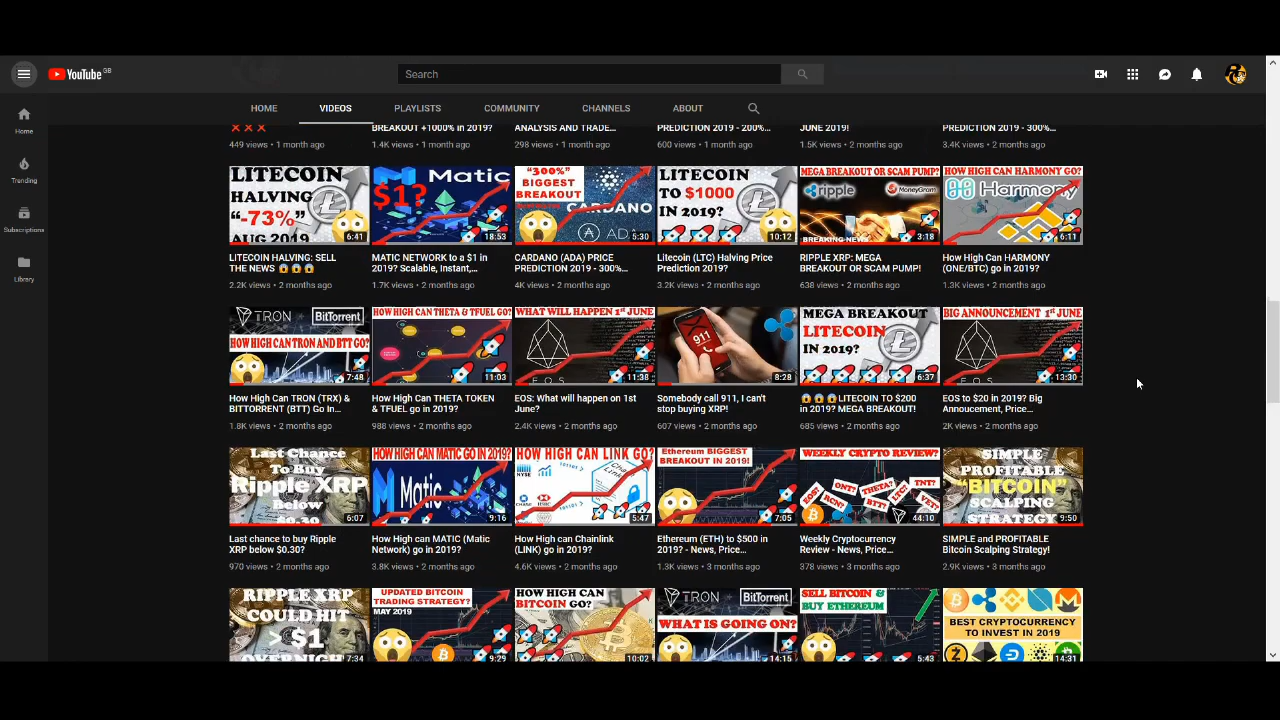 YouTube GB
Search
HOME VIDEOS PLAYLISTS COMMUNITY CHANNELS ABOUT
Home
Trending
Subscriptions
Library
❌❌❌
449 views • 1 month ago
BREAKOUT +1000% in 2019?
1.4K views • 1 month ago
ANALYSIS AND TRADE...
298 views • 1 month ago
PREDICTION 2019 - 200%...
600 views • 1 month ago
JUNE 2019!
1.5K views • 2 months ago
PREDICTION 2019 - 300%...
3.4K views • 2 months ago
LITECOIN
HALVING
"-73%"
AUG 2019
6:41
LITECOIN HALVING: SELL
THE NEWS 😱😱😱
2.2K views • 2 months ago
Matic
$1?
18:53
MATIC NETWORK to a $1 in
2019? Scalable, Instant,...
1.7K views • 2 months ago
"300%"
BIGGEST
BREAKOUT
CARDANO
ADA
5:30
CARDANO (ADA) PRICE
PREDICTION 2019 - 300%...
4K views • 2 months ago
LITECOIN
TO $1000
IN 2019?
10:12
Litecoin (LTC) Halving Price
Prediction 2019?
3.2K views • 2 months ago
MEGA BREAKOUT OR SCAM PUMP?
ripple
MoneyGram
BREAKING NEWS
3:18
RIPPLE XRP: MEGA
BREAKOUT OR SCAM PUMP!
638 views • 2 months ago
HOW HIGH CAN HARMONY GO?
Harmony
6:11
How High Can HARMONY
(ONE/BTC) go in 2019?
1.3K views • 2 months ago
TRON BitTorrent
HOW HIGH CAN TRON AND BTT GO?
7:48
How High Can TRON (TRX) &
BITTORRENT (BTT) Go In...
1.8K views • 2 months ago
HOW HIGH CAN THETA & TFUEL GO?
11:03
How High Can THETA TOKEN
& TFUEL go in 2019?
988 views • 2 months ago
WHAT WILL HAPPEN 1st JUNE
EOS
11:38
EOS: What will happen on 1st
June?
2.4K views • 2 months ago
911
8:28
Somebody call 911, I can't
stop buying XRP!
607 views • 2 months ago
MEGA BREAKOUT
LITECOIN
IN 2019?
6:37
😱😱😱LITECOIN TO $200
in 2019? MEGA BREAKOUT!
685 views • 2 months ago
BIG ANNOUNCEMENT 1st JUNE
EOS
13:30
EOS to $20 in 2019? Big
Annoucement, Price...
2K views • 2 months ago
Last Chance
To Buy
Ripple XRP
Below
$0.30
6:07
Last chance to buy Ripple
XRP below $0.30?
970 views • 2 months ago
HOW HIGH CAN MATIC GO IN 2019?
Matic
9:16
How High can MATIC (Matic
Network) go in 2019?
3.8K views • 2 months ago
HOW HIGH CAN LINK GO?
NYSE
CHASE
HSBC
5:47
How High can Chainlink
(LINK) go in 2019?
4.6K views • 2 months ago
Ethereum BIGGEST
BREAKOUT IN 2019!
7:05
Ethereum (ETH) to $500 in
2019? - News, Price...
1.3K views • 3 months ago
WEEKLY CRYPTO REVIEW?
EOS?
ONT?
RCN?
THETA?
BTT?
LTC?
TNT?
VET?
44:10
Weekly Cryptocurrency
Review - News, Price...
378 views • 3 months ago
SIMPLE
PROFITABLE
"BITCOIN"
SCALPING
STRATEGY
9:50
SIMPLE and PROFITABLE
Bitcoin Scalping Strategy!
2.9K views • 3 months ago
RIPPLE XRP
COULD HIT
> $1
OVERNIGH
7:34
UPDATED BITCOIN
TRADING STRATEGY?
MAY 2019
9:29
HOW HIGH CAN
BITCOIN GO?
10:02
TRON BitTorrent
WHAT IS GOING ON?
14:15
SELL BITCOIN &
BUY ETHEREUM
5:43
BEST CRYPTOCURRENCY
TO INVEST IN 2019
14:31